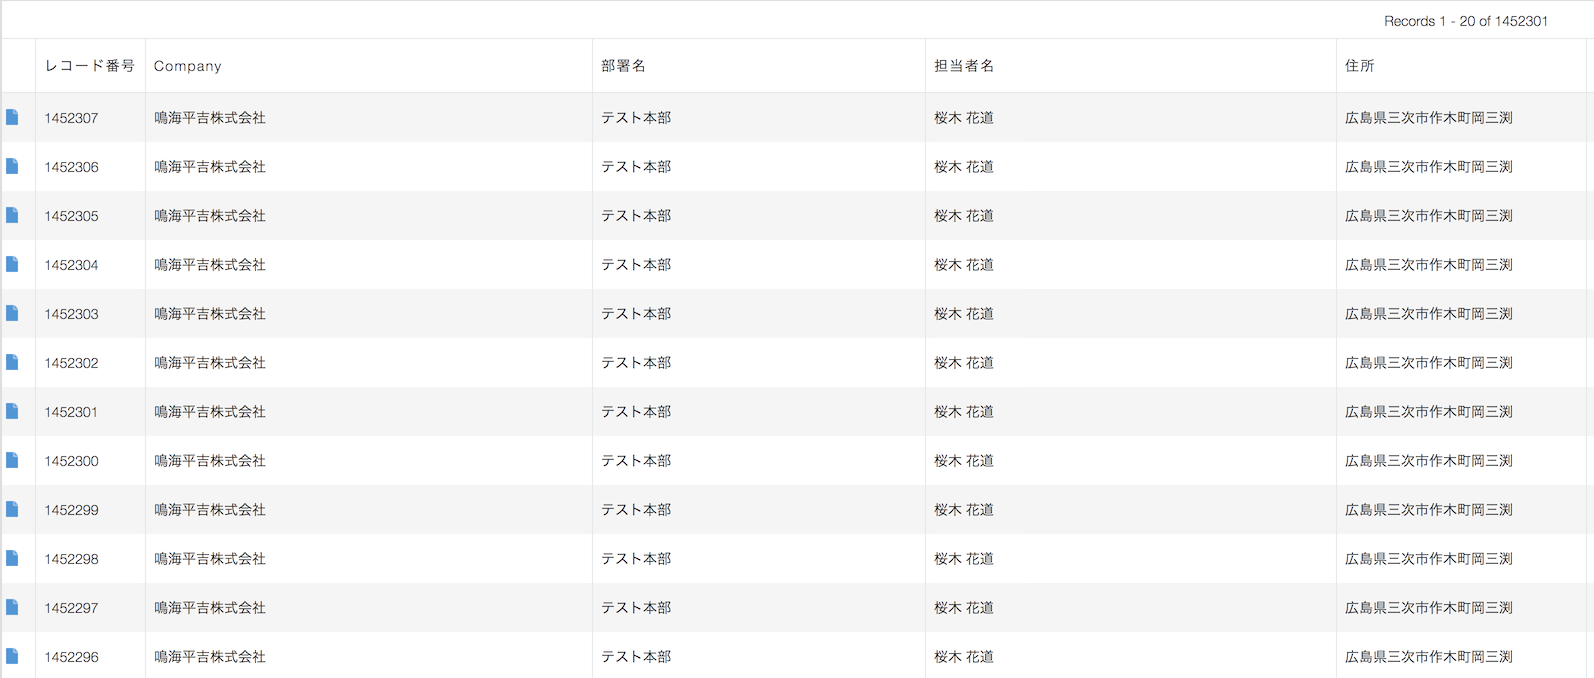 Records 1 - 20 of 1452301
レコード番号 Company 部署名 担当者名 住所
1452307 鳴海平吉株式会社 テスト本部 桜木 花道 広島県三次市作木町岡三渕
1452306 鳴海平吉株式会社 テスト本部 桜木 花道 広島県三次市作木町岡三渕
1452305 鳴海平吉株式会社 テスト本部 桜木 花道 広島県三次市作木町岡三渕
1452304 鳴海平吉株式会社 テスト本部 桜木 花道 広島県三次市作木町岡三渕
1452303 鳴海平吉株式会社 テスト本部 桜木 花道 広島県三次市作木町岡三渕
1452302 鳴海平吉株式会社 テスト本部 桜木 花道 広島県三次市作木町岡三渕
1452301 鳴海平吉株式会社 テスト本部 桜木 花道 広島県三次市作木町岡三渕
1452300 鳴海平吉株式会社 テスト本部 桜木 花道 広島県三次市作木町岡三渕
1452299 鳴海平吉株式会社 テスト本部 桜木 花道 広島県三次市作木町岡三渕
1452298 鳴海平吉株式会社 テスト本部 桜木 花道 広島県三次市作木町岡三渕
1452297 鳴海平吉株式会社 テスト本部 桜木 花道 広島県三次市作木町岡三渕
1452296 鳴海平吉株式会社 テスト本部 桜木 花道 広島県三次市作木町岡三渕